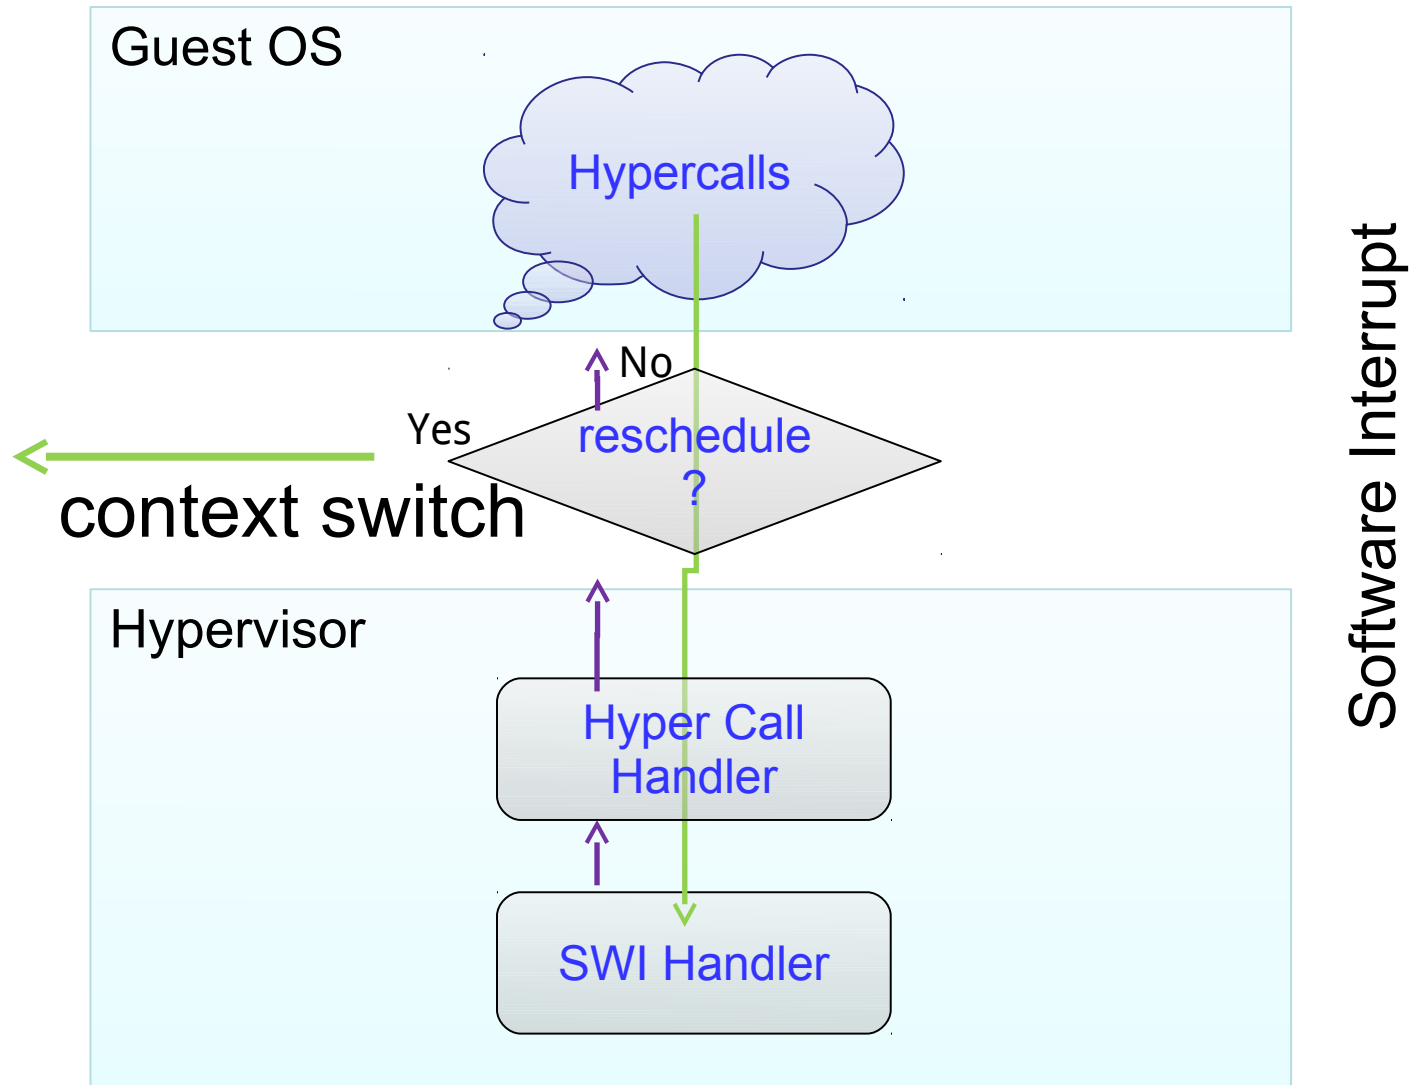 Guest OS
Hypercalls
No
Yes
reschedule
?
context switch
Hypervisor
Hyper Call
Handler
SWI Handler
Software Interrupt